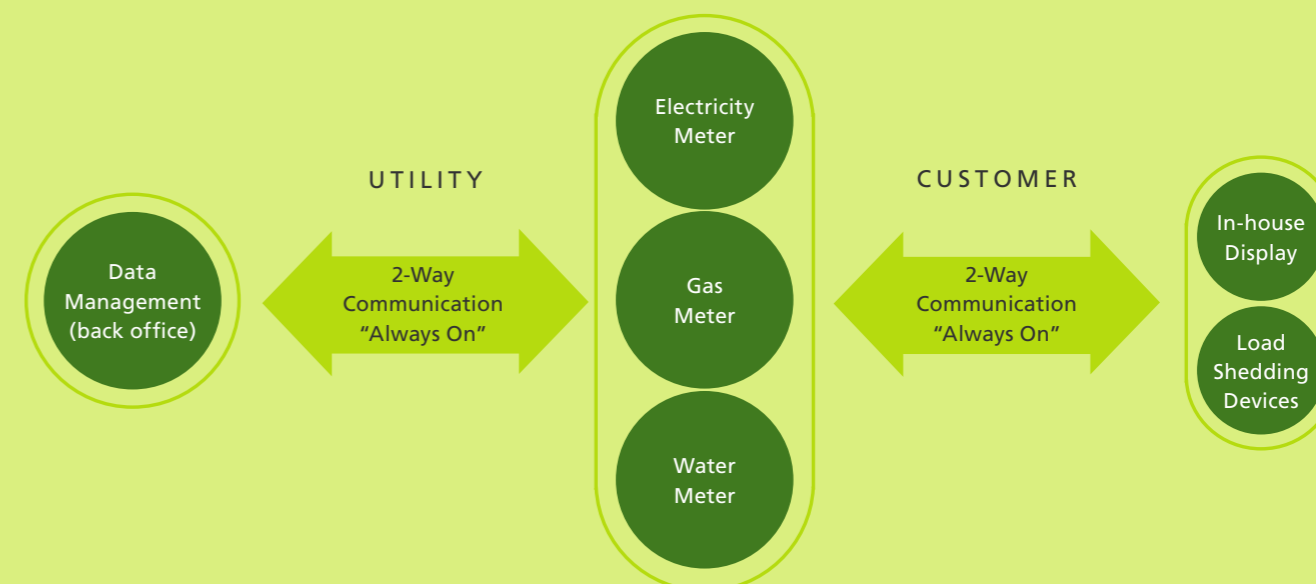 UTILITY
CUSTOMER
Data
Management
(back office)
2-Way
Communication
“Always On”
Electricity
Meter
Gas
Meter
Water
Meter
2-Way
Communication
“Always On”
In-house
Display
Load
Shedding
Devices